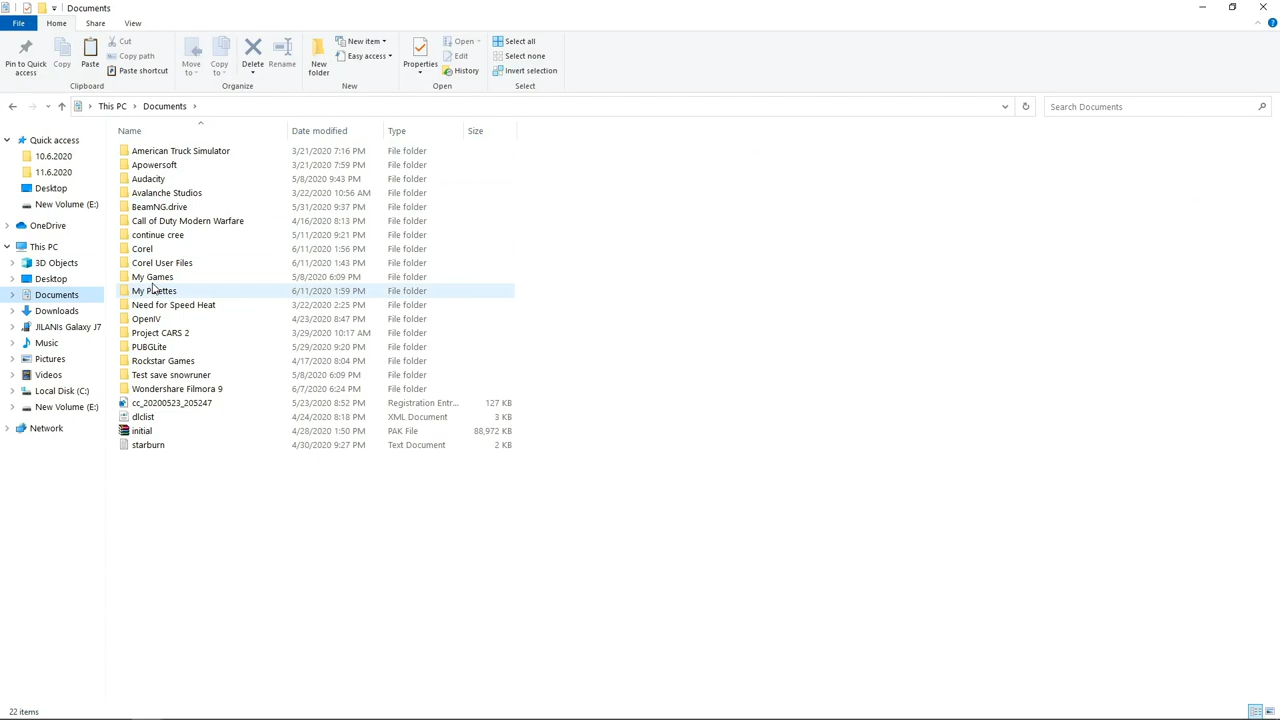 Documents
File Home Share View
Pin to Quick access
Copy
Paste
Cut
Copy path
Paste shortcut
Clipboard
Move to
Copy to
Delete
Rename
Organize
New folder
New item
Easy access
New
Properties
Open
Edit
History
Open
Select all
Select none
Invert selection
Select
This PC Documents
Search Documents
Quick access
10.6.2020
11.6.2020
Desktop
New Volume (E:)
OneDrive
This PC
3D Objects
Desktop
Documents
Downloads
JILANIs Galaxy J7
Music
Pictures
Videos
Local Disk (C:)
New Volume (E:)
Network
Name Date modified Type Size
American Truck Simulator 3/21/2020 7:16 PM File folder
Apowersoft 3/21/2020 7:59 PM File folder
Audacity 5/8/2020 9:43 PM File folder
Avalanche Studios 3/22/2020 10:56 AM File folder
BeamNG.drive 5/31/2020 9:37 PM File folder
Call of Duty Modern Warfare 4/16/2020 8:13 PM File folder
continue cree 5/11/2020 9:21 PM File folder
Corel 6/11/2020 1:56 PM File folder
Corel User Files 6/11/2020 1:43 PM File folder
My Games 5/8/2020 6:09 PM File folder
My Palettes 6/11/2020 1:59 PM File folder
Need for Speed Heat 3/22/2020 2:25 PM File folder
OpenIV 4/23/2020 8:47 PM File folder
Project CARS 2 3/29/2020 10:17 AM File folder
PUBGLite 5/29/2020 9:20 PM File folder
Rockstar Games 4/17/2020 8:04 PM File folder
Test save snowruner 5/8/2020 6:09 PM File folder
Wondershare Filmora 9 6/7/2020 6:24 PM File folder
cc_20200523_205247 5/23/2020 8:52 PM Registration Entr... 127 KB
dlclist 4/24/2020 8:18 PM XML Document 3 KB
initial 4/28/2020 1:50 PM PAK File 88,972 KB
starburn 4/30/2020 9:27 PM Text Document 2 KB
22 items